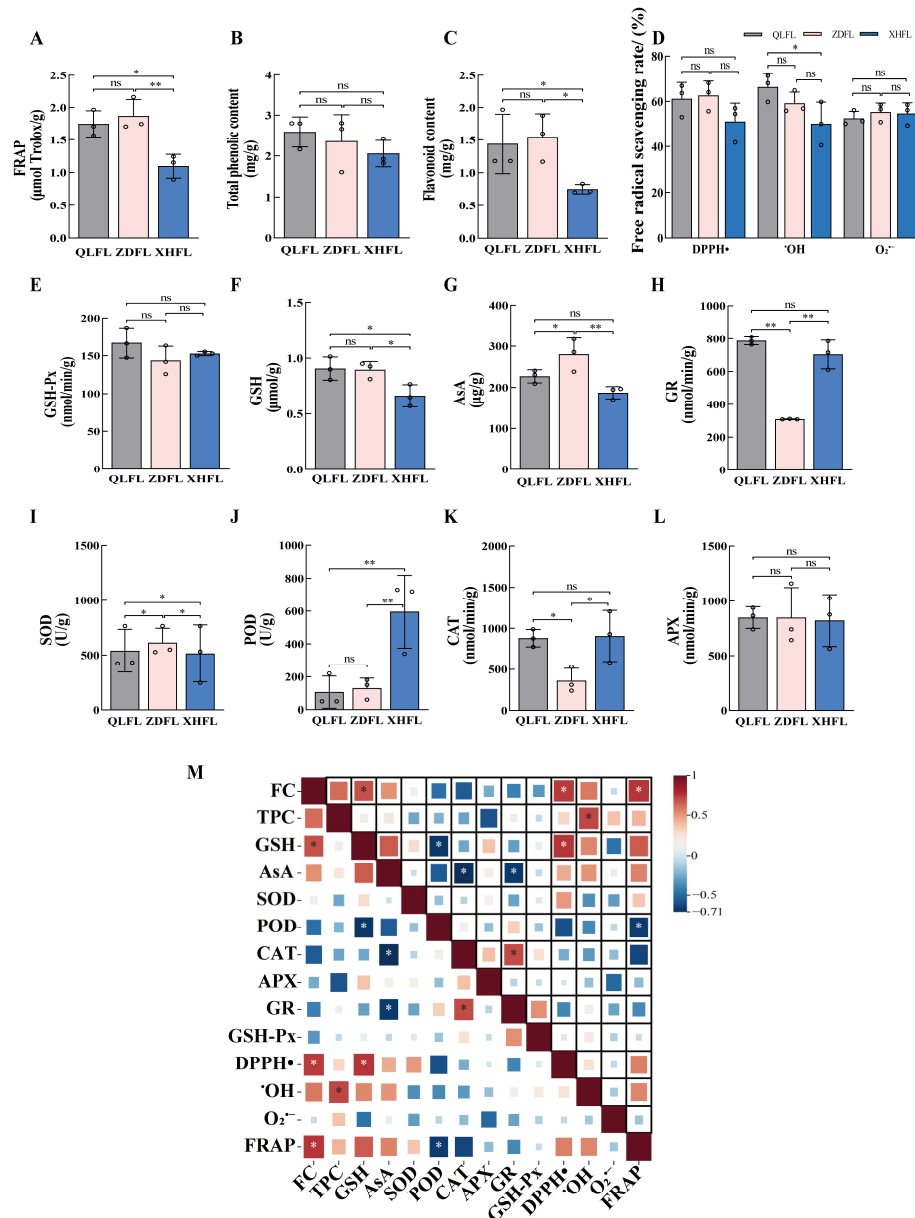 A
FRAP
(μmol Trolox/g)
2.5
2.0
1.5
1.0
0.5
0.0
*
ns
**
QLFL ZDFL XHFL
B
Total phenolic content
(mg/g)
4
3
2
1
0
ns
ns
ns
QLFL ZDFL XHFL
C
Flavonoid content
(mg/g)
2.5
2.0
1.5
1.0
0.5
0.0
*
ns
*
QLFL ZDFL XHFL
D
QLFL ZDFL XHFL
Free radical scavenging rate/ (%)
80
60
40
20
0
ns
ns
ns
*
ns
ns
ns
ns
ns
DPPH• ·OH O₂·⁻
E
GSH-Px
(nmol/min/g)
200
150
100
50
0
ns
ns
ns
QLFL ZDFL XHFL
F
GSH
(μmol/g)
1.5
1.0
0.5
0.0
*
ns
*
QLFL ZDFL XHFL
G
AsA
(μg/g)
400
300
200
100
0
ns
*
**
QLFL ZDFL XHFL
H
GR
(nmol/min/g)
1000
800
600
400
200
0
ns
**
**
QLFL ZDFL XHFL
I
SOD
(U/g)
1500
1000
500
0
*
*
*
QLFL ZDFL XHFL
J
POD
(U/g)
1000
800
600
400
200
0
**
**
ns
QLFL ZDFL XHFL
K
CAT
(nmol/min/g)
2000
1500
1000
500
0
ns
*
*
QLFL ZDFL XHFL
L
APX
(nmol/min/g)
1500
1000
500
0
ns
ns
ns
QLFL ZDFL XHFL
M
FC * * *
TPC *
GSH * * *
AsA * *
SOD
POD * *
CAT * *
APX
GR * *
GSH-Px
DPPH• * *
·OH *
O₂·⁻
FRAP * *
FC TPC GSH AsA SOD POD CAT APX GR GSH-Px DPPH• ·OH O₂·⁻ FRAP
1
0.5
0
−0.5
−0.71